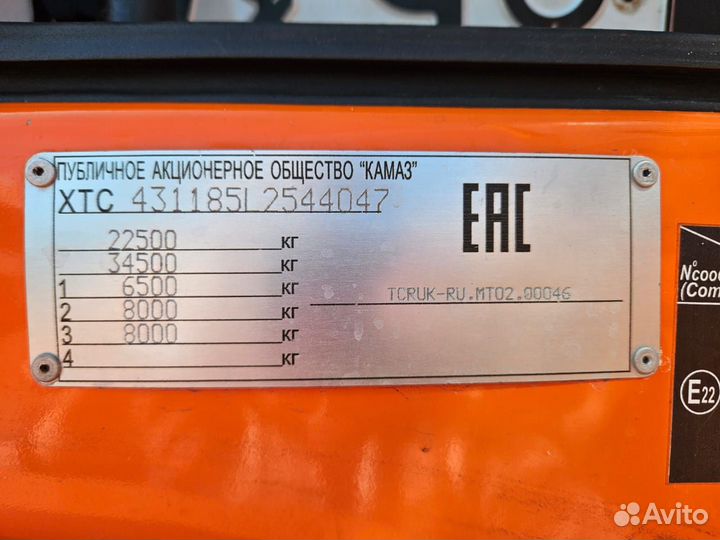 ПУБЛИЧНОЕ АКЦИОНЕРНОЕ ОБЩЕСТВО "КАМАЗ"
XTC 431185L2544047
EAC
22500 кг
34500 кг
1 6500 кг
2 8000 кг
3 8000 кг
4 кг
TCRUK-RU.MT02.00046
N°
(Com
E22
Avito